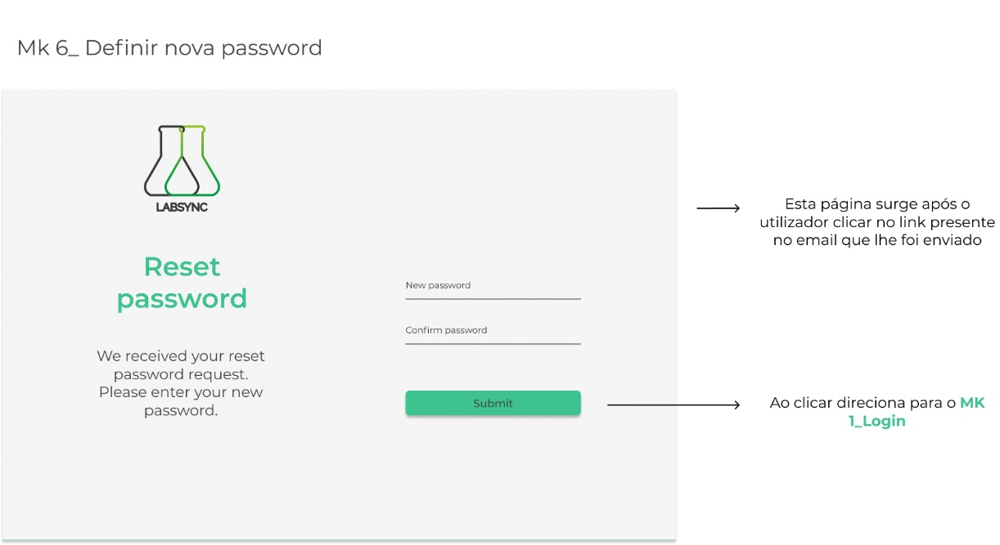 Mk 6_ Definir nova password
LABSYNC
Reset
password
We received your reset
password request.
Please enter your new
password.
New password
Confirm password
Submit
Esta página surge após o
utilizador clicar no link presente
no email que lhe foi enviado
Ao clicar direciona para o MK
1_Login